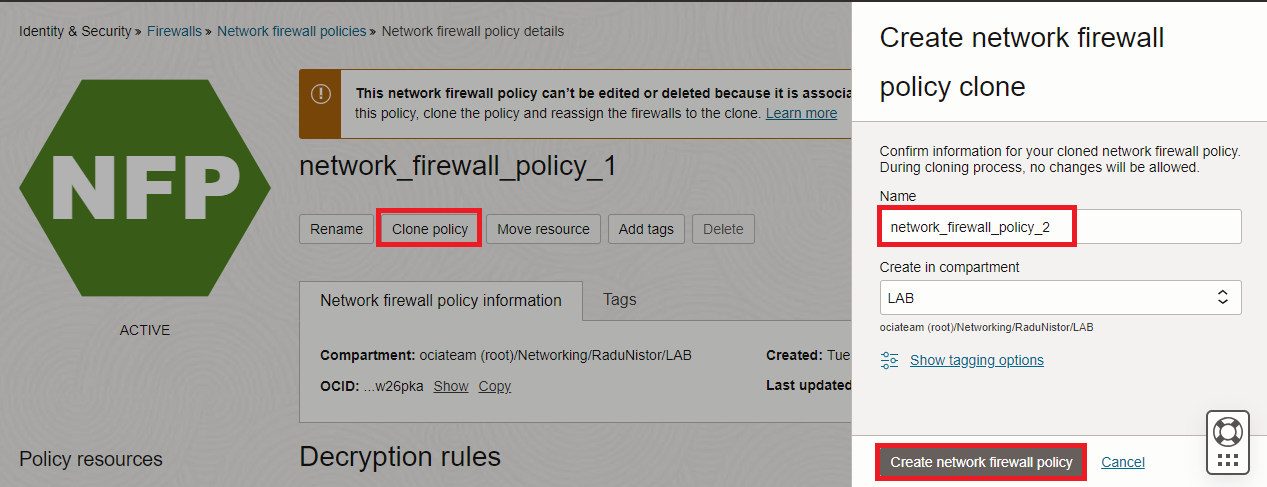 Identity & Security » Firewalls » Network firewall policies » Network firewall policy details
NFP
ACTIVE
Policy resources
This network firewall policy can't be edited or deleted because it is associa
this policy, clone the policy and reassign the firewalls to the clone. Learn more
network_firewall_policy_1
Rename Clone policy Move resource Add tags Delete
Network firewall policy information Tags
Compartment: ociateam (root)/Networking/RaduNistor/LAB Created: Tue
OCID: ...w26pka Show Copy Last updated
Decryption rules
Create network firewall
policy clone
Confirm information for your cloned network firewall policy.
During cloning process, no changes will be allowed.
Name
network_firewall_policy_2
Create in compartment
LAB
ociateam (root)/Networking/RaduNistor/LAB
Show tagging options
Create network firewall policy Cancel